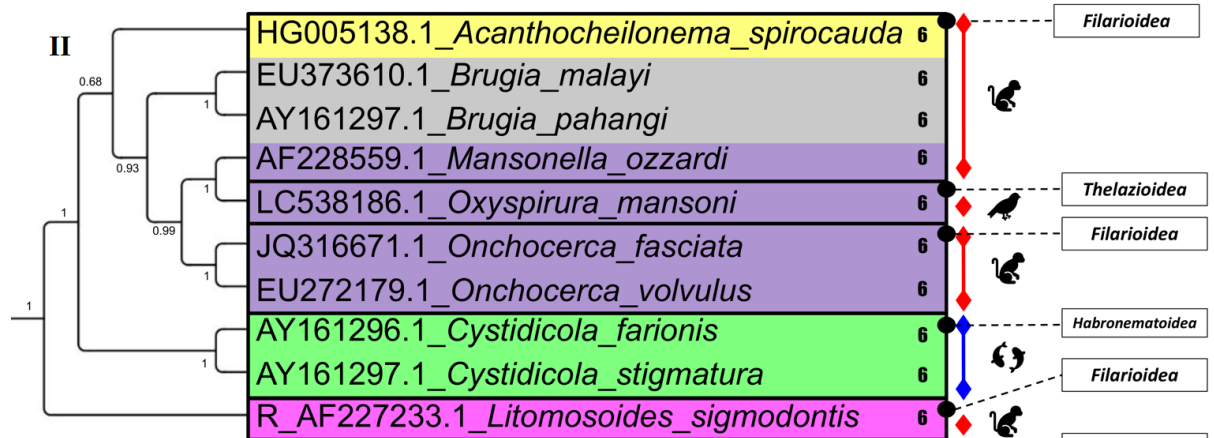 II
HG005138.1_Acanthocheilonema_spirocauda 6 Filarioidea
0.68
EU373610.1_Brugia_malayi 6
1
AY161297.1_Brugia_pahangi 6
AF228559.1_Mansonella_ozzardi 6
0.93
1
LC538186.1_Oxyspirura_mansoni 6 Thelazioidea
1
0.99
JQ316671.1_Onchocerca_fasciata 6 Filarioidea
1
EU272179.1_Onchocerca_volvulus 6
1
AY161296.1_Cystidicola_farionis 6 Habronematoidea
1
AY161297.1_Cystidicola_stigmatura 6 Filarioidea
R_AF227233.1_Litomosoides_sigmodontis 6